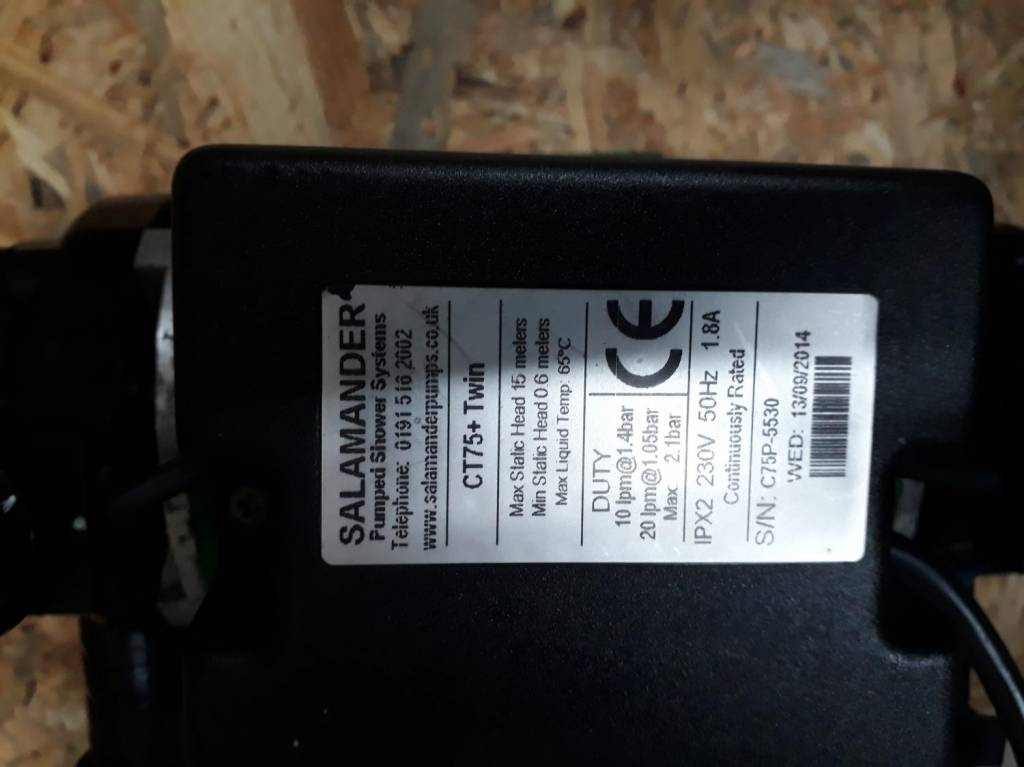 SALAMANDER
Pumped Shower Systems
Telephone: 0191 516 2002
www.salamanderpumps.co.uk
CT75+ Twin
Max Static Head 15 meters
Min Static Head 0.6 meters
Max Liquid Temp: 65ºC
DUTY
10 lpm@1.4bar
20 lpm@1.05bar
Max 2.1bar
CE
IPX2 230V 50Hz 1.8A
Continuously Rated
S/N: C75P-5530
WED: 13/09/2014